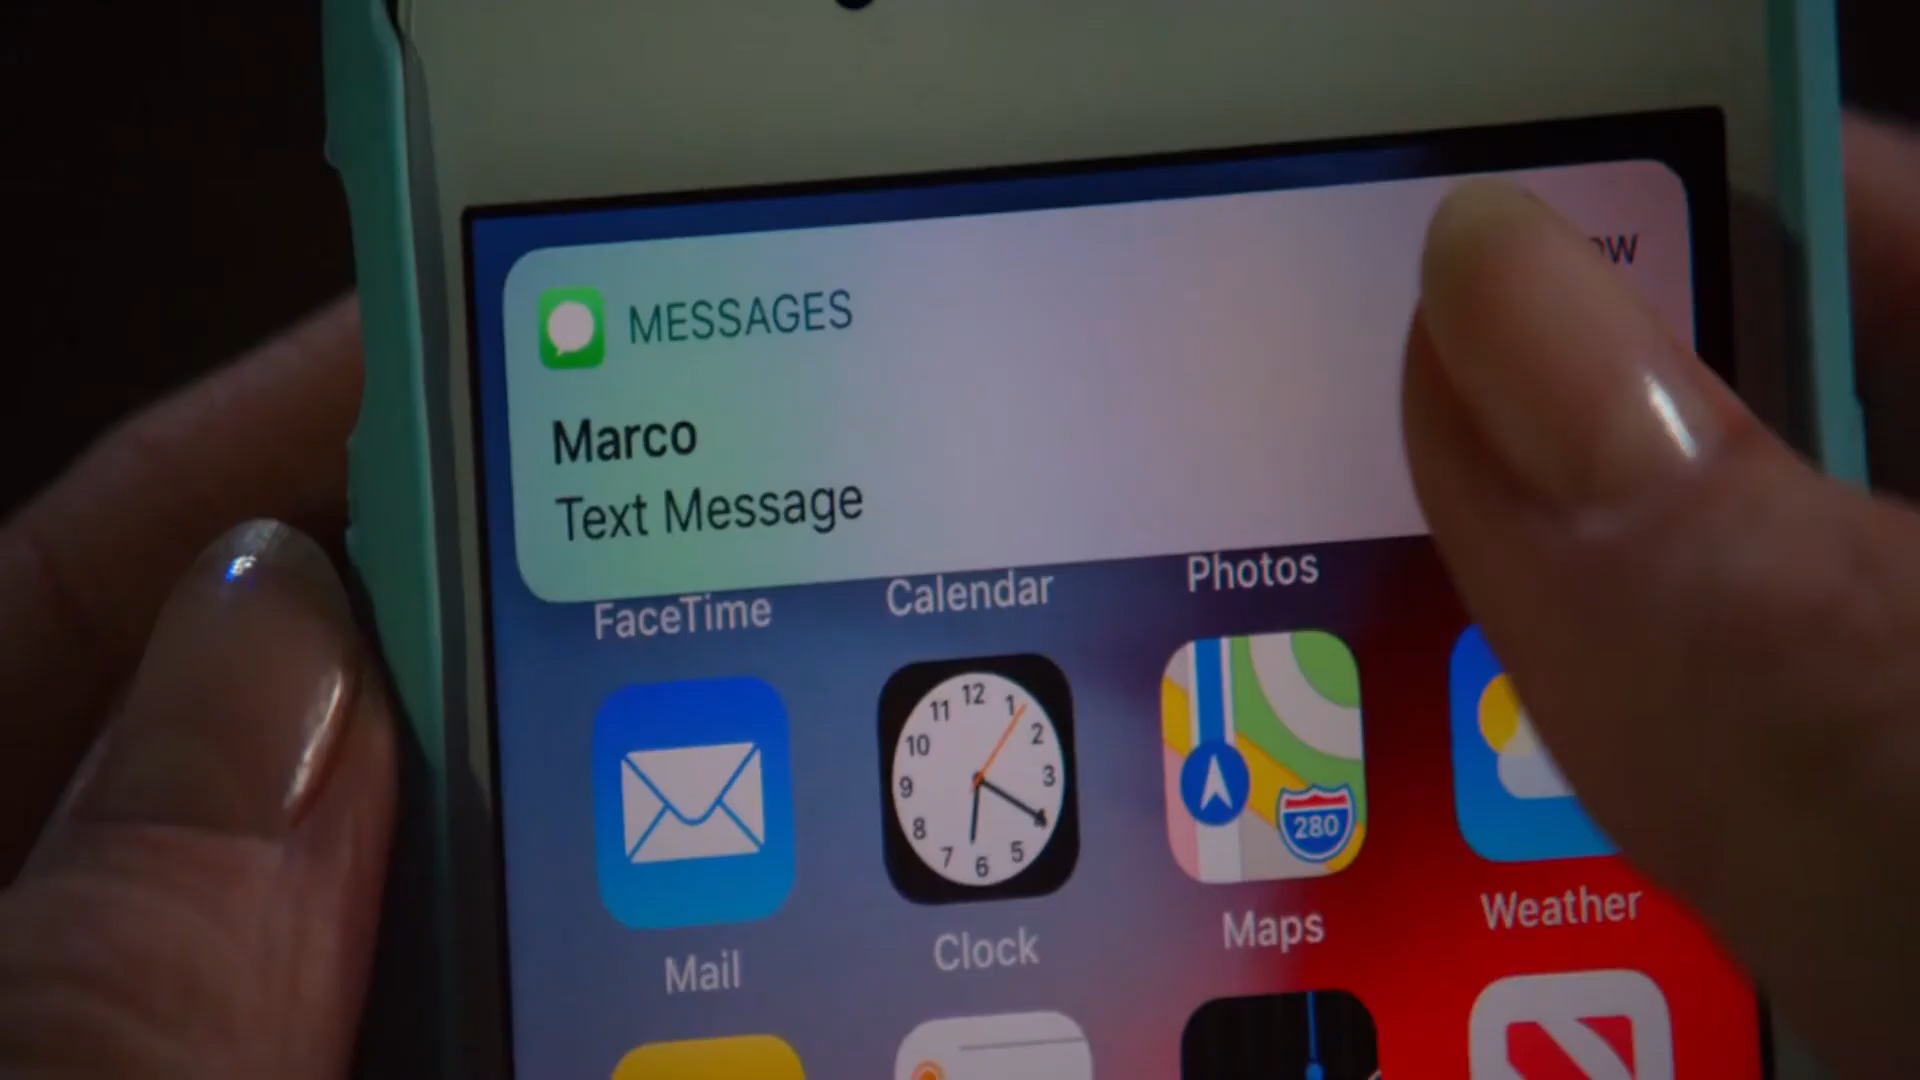 MESSAGES
Marco
Text Message
FaceTime Calendar Photos
12
11 1
10 2
9 3
8 4
7 5
6
280
Mail Clock Maps Weather